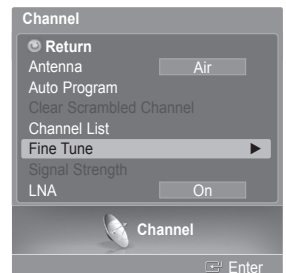 Channel
Return
Antenna Air
Auto Program
Clear Scrambled Channel
Channel List
Fine Tune
Signal Strength
LNA On
Channel
Enter